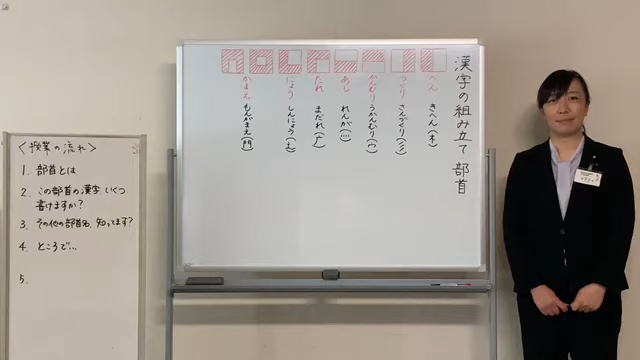 漢字の組み立て 部首
へん きへん(木)
つくり さんづくり(彡)
かんむり うかんむり(宀)
あし れんが(灬)
たれ まだれ(广)
にょう しんにょう(辶)
かまえ もんがまえ(門)
<授業の流れ>
1. 部首とは
2. この部首の漢字、いくつ
書けますか?
3. その他の部首名、知ってます?
4. ところで…
5.